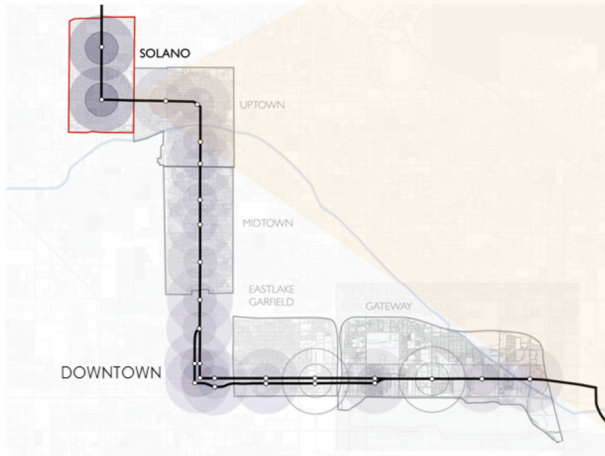 SOLANO
UPTOWN
MIDTOWN
EASTLAKE
GARFIELD
GATEWAY
DOWNTOWN